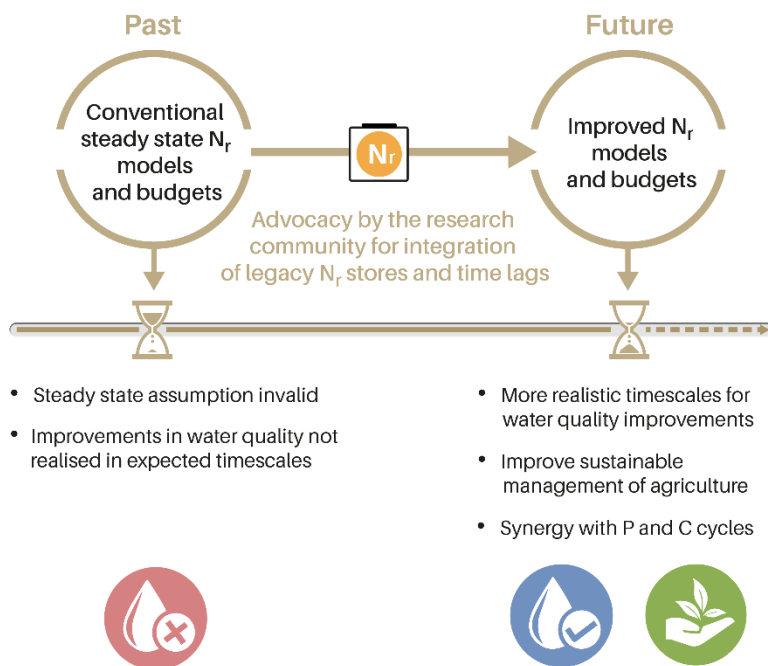 Past
Future
Conventional
steady state Nᵣ
models
and budgets
Nᵣ
Improved Nᵣ
models
and budgets
Advocacy by the research
community for integration
of legacy Nᵣ stores and time lags
• Steady state assumption invalid
• Improvements in water quality not
realised in expected timescales
• More realistic timescales for
water quality improvements
• Improve sustainable
management of agriculture
• Synergy with P and C cycles